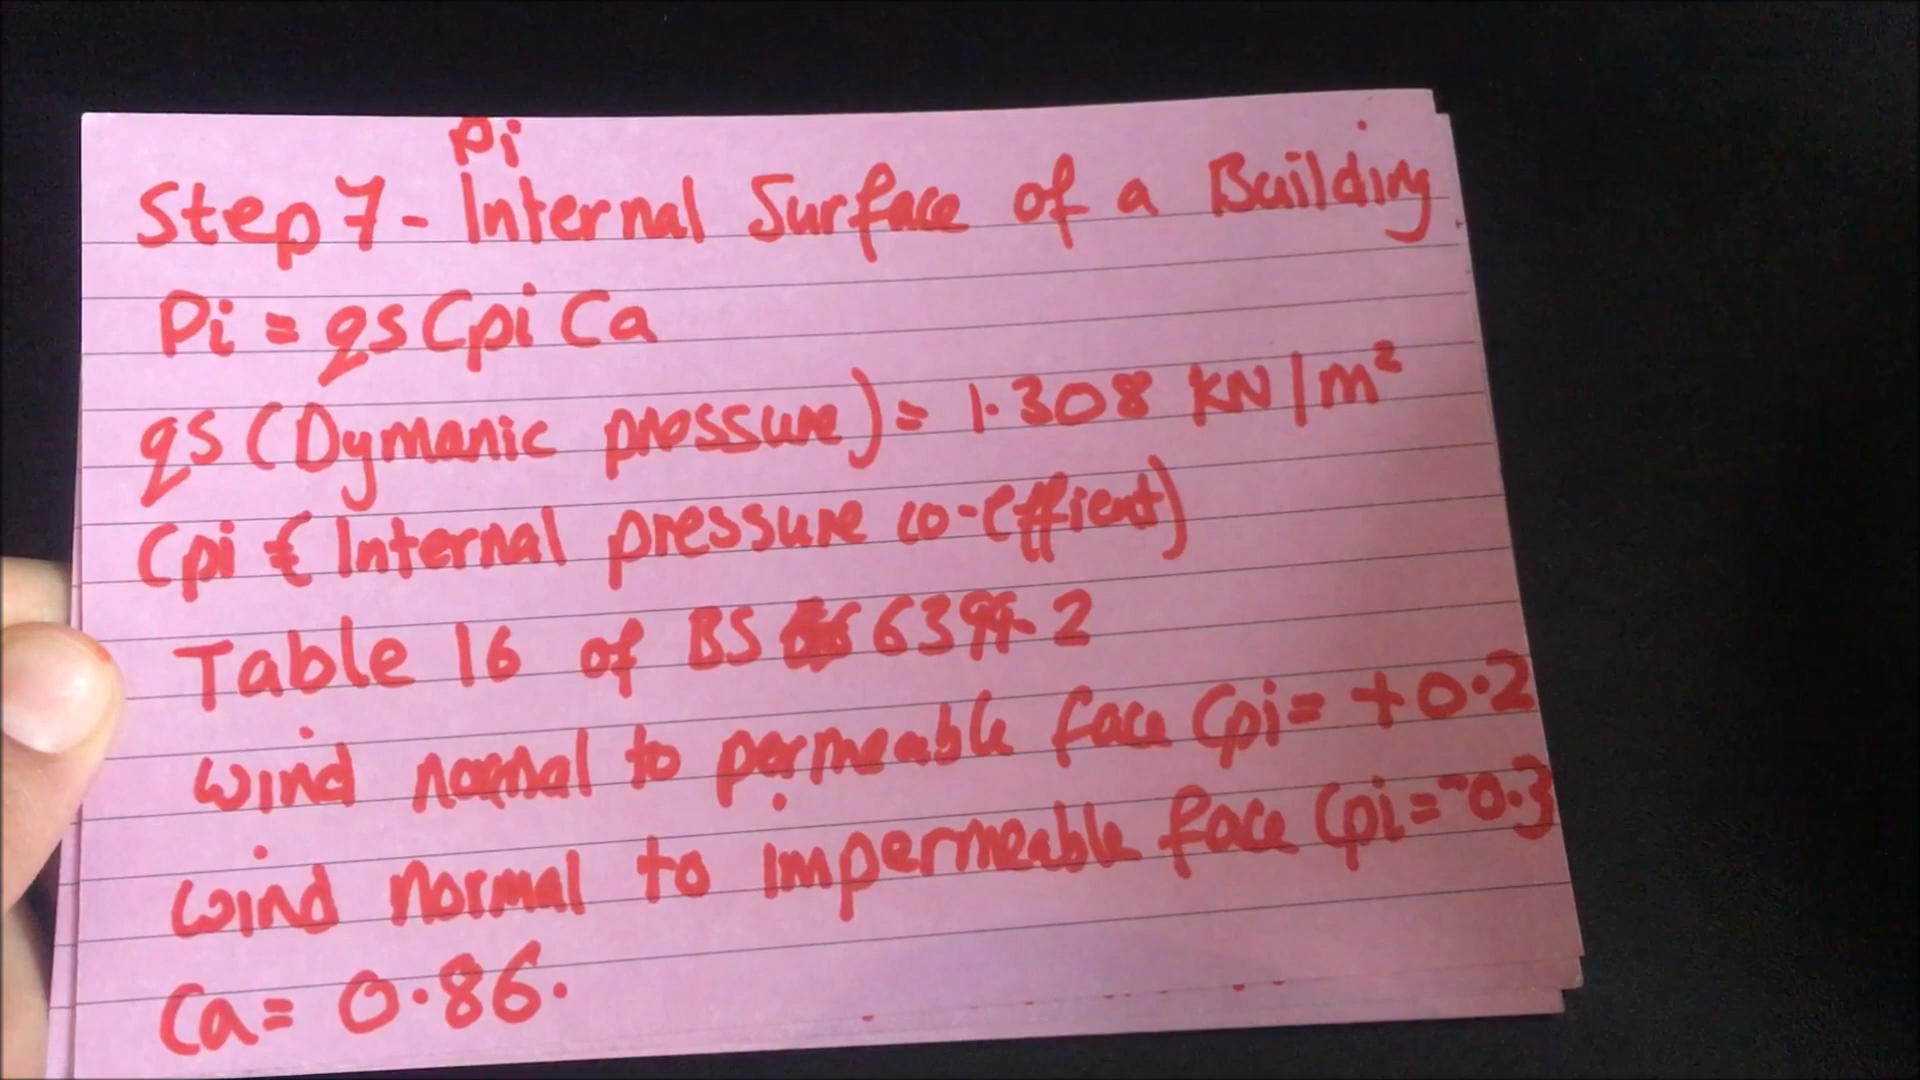 Pi
Step 7 - Internal Surface of a Building
Pi = qs Cpi Ca
qs (Dymanic pressure) = 1.308 KN/m²
Cpi ( Internal pressure co-effient)
Table 16 of BS 6399-2
wind normal to permeable face Cpi = +0.2
wind normal to impermeable face Cpi = -0.3
Ca = 0.86.